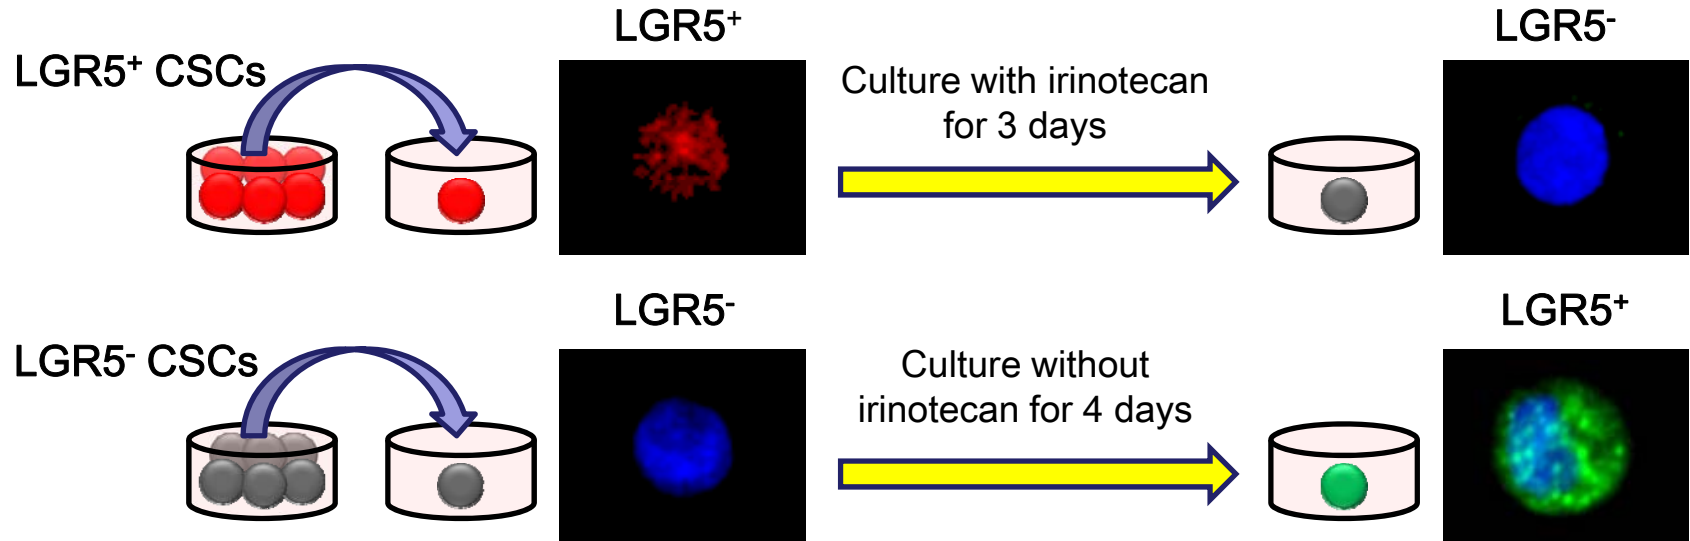 LGR5⁺
LGR5⁻
LGR5⁺ CSCs
Culture with irinotecan
for 3 days
LGR5⁻
LGR5⁺
LGR5⁻ CSCs
Culture without
irinotecan for 4 days